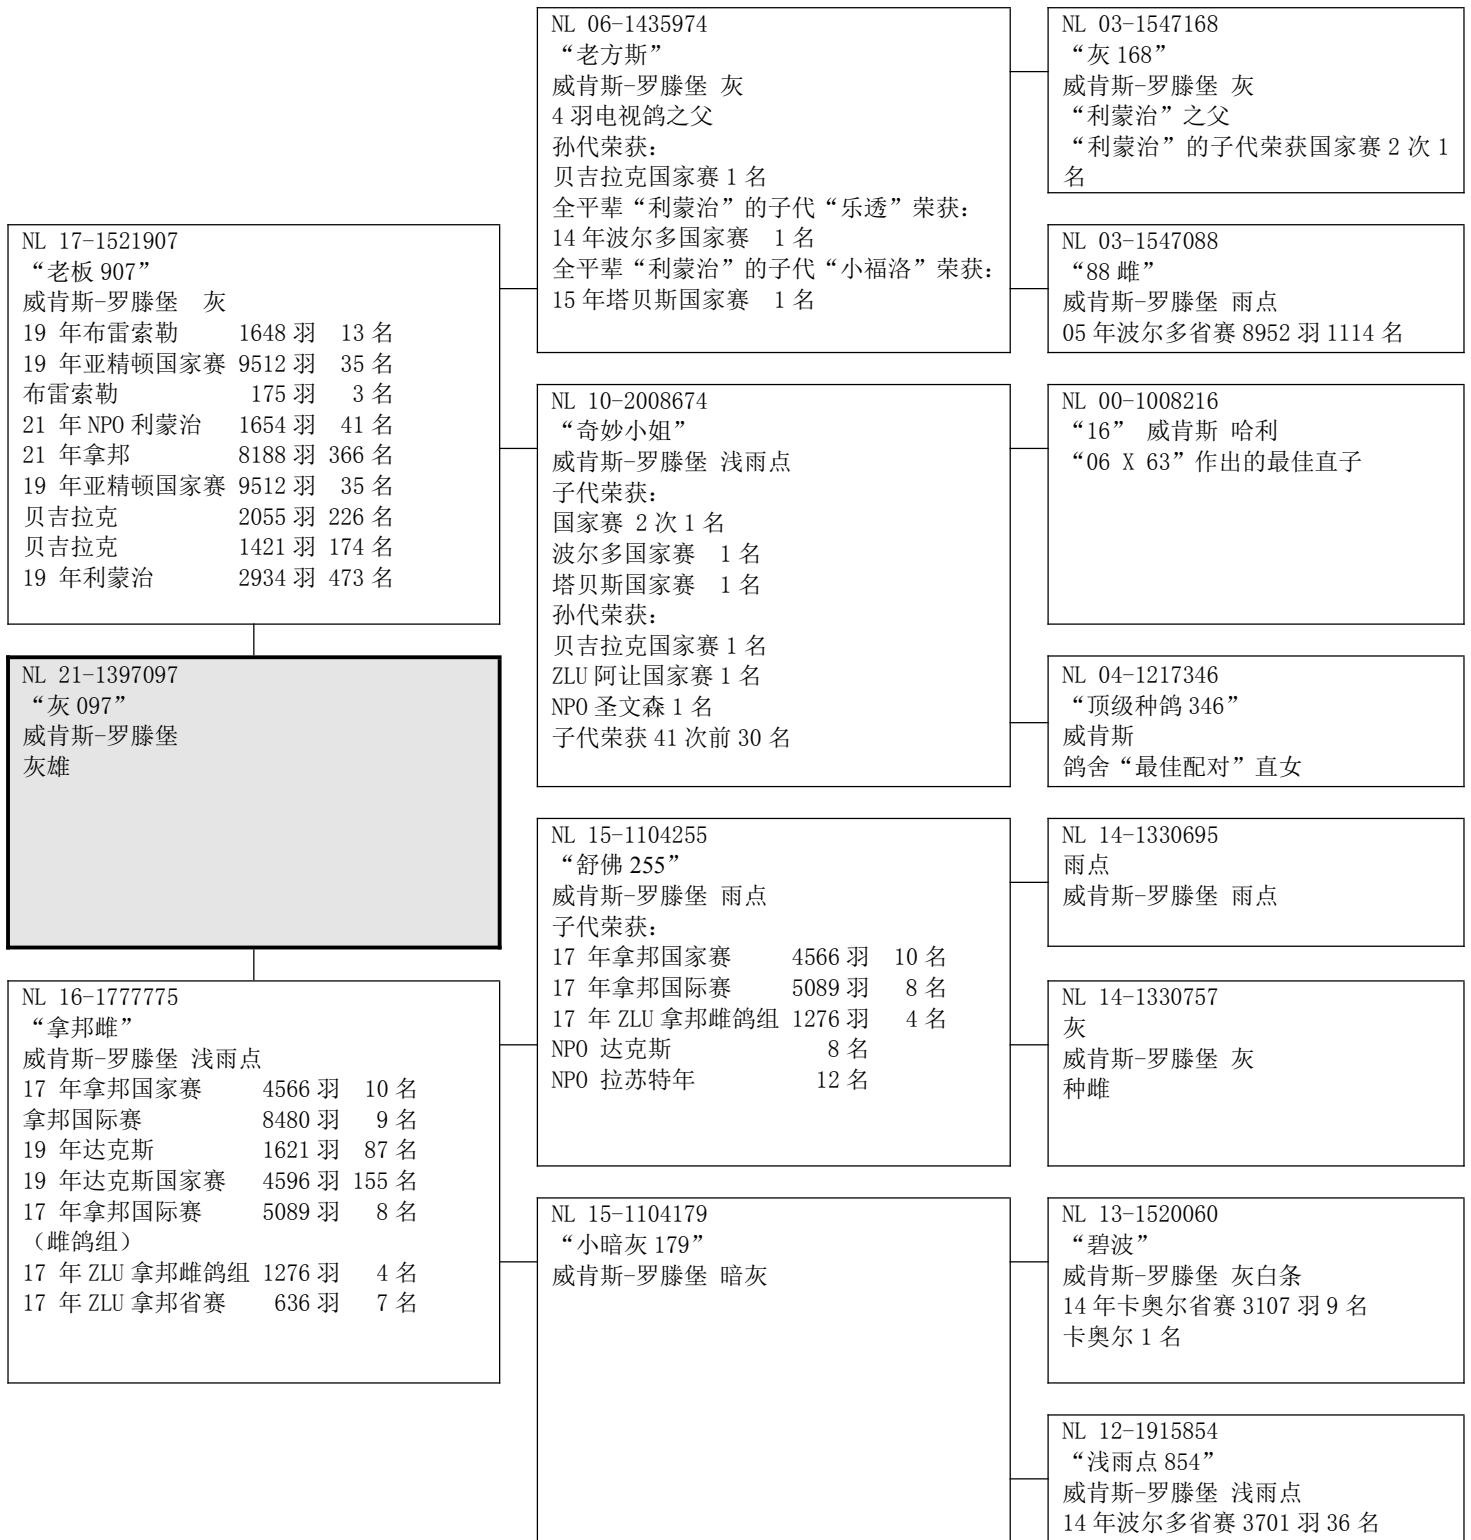 NL 17-1521907
“老板 907”
威肯斯-罗滕堡 灰
19 年布雷索勒 1648 羽 13 名
19 年亚精顿国家赛 9512 羽 35 名
布雷索勒 175 羽 3 名
21 年 NPO 利蒙治 1654 羽 41 名
21 年拿邦 8188 羽 366 名
19 年亚精顿国家赛 9512 羽 35 名
贝吉拉克 2055 羽 226 名
贝吉拉克 1421 羽 174 名
19 年利蒙治 2934 羽 473 名
NL 21-1397097
“灰 097”
威肯斯-罗滕堡
灰雄
NL 16-1777775
“拿邦雌”
威肯斯-罗滕堡 浅雨点
17 年拿邦国家赛 4566 羽 10 名
拿邦国际赛 8480 羽 9 名
19 年达克斯 1621 羽 87 名
19 年达克斯国家赛 4596 羽 155 名
17 年拿邦国际赛 5089 羽 8 名
（雌鸽组）
17 年 ZLU 拿邦雌鸽组 1276 羽 4 名
17 年 ZLU 拿邦省赛 636 羽 7 名
NL 06-1435974
“老方斯”
威肯斯-罗滕堡 灰
4 羽电视鸽之父
孙代荣获：
贝吉拉克国家赛 1 名
全平辈“利蒙治”的子代“乐透”荣获：
14 年波尔多国家赛 1 名
全平辈“利蒙治”的子代“小福洛”荣获：
15 年塔贝斯国家赛 1 名
NL 10-2008674
“奇妙小姐”
威肯斯-罗滕堡 浅雨点
子代荣获：
国家赛 2 次 1 名
波尔多国家赛 1 名
塔贝斯国家赛 1 名
孙代荣获：
贝吉拉克国家赛 1 名
ZLU 阿让国家赛 1 名
NPO 圣文森 1 名
子代荣获 41 次前 30 名
NL 15-1104255
“舒佛 255”
威肯斯-罗滕堡 雨点
子代荣获：
17 年拿邦国家赛 4566 羽 10 名
17 年拿邦国际赛 5089 羽 8 名
17 年 ZLU 拿邦雌鸽组 1276 羽 4 名
NPO 达克斯 8 名
NPO 拉苏特年 12 名
NL 15-1104179
“小暗灰 179”
威肯斯-罗滕堡 暗灰
NL 03-1547168
“灰 168”
威肯斯-罗滕堡 灰
“利蒙治”之父
“利蒙治”的子代荣获国家赛 2 次 1
名
NL 03-1547088
“88 雌”
威肯斯-罗滕堡 雨点
05 年波尔多省赛 8952 羽 1114 名
NL 00-1008216
“16” 威肯斯 哈利
“06 X 63”作出的最佳直子
NL 04-1217346
“顶级种鸽 346”
威肯斯
鸽舍“最佳配对”直女
NL 14-1330695
雨点
威肯斯-罗滕堡 雨点
NL 14-1330757
灰
威肯斯-罗滕堡 灰
种雌
NL 13-1520060
“碧波”
威肯斯-罗滕堡 灰白条
14 年卡奥尔省赛 3107 羽 9 名
卡奥尔 1 名
NL 12-1915854
“浅雨点 854”
威肯斯-罗滕堡 浅雨点
14 年波尔多省赛 3701 羽 36 名